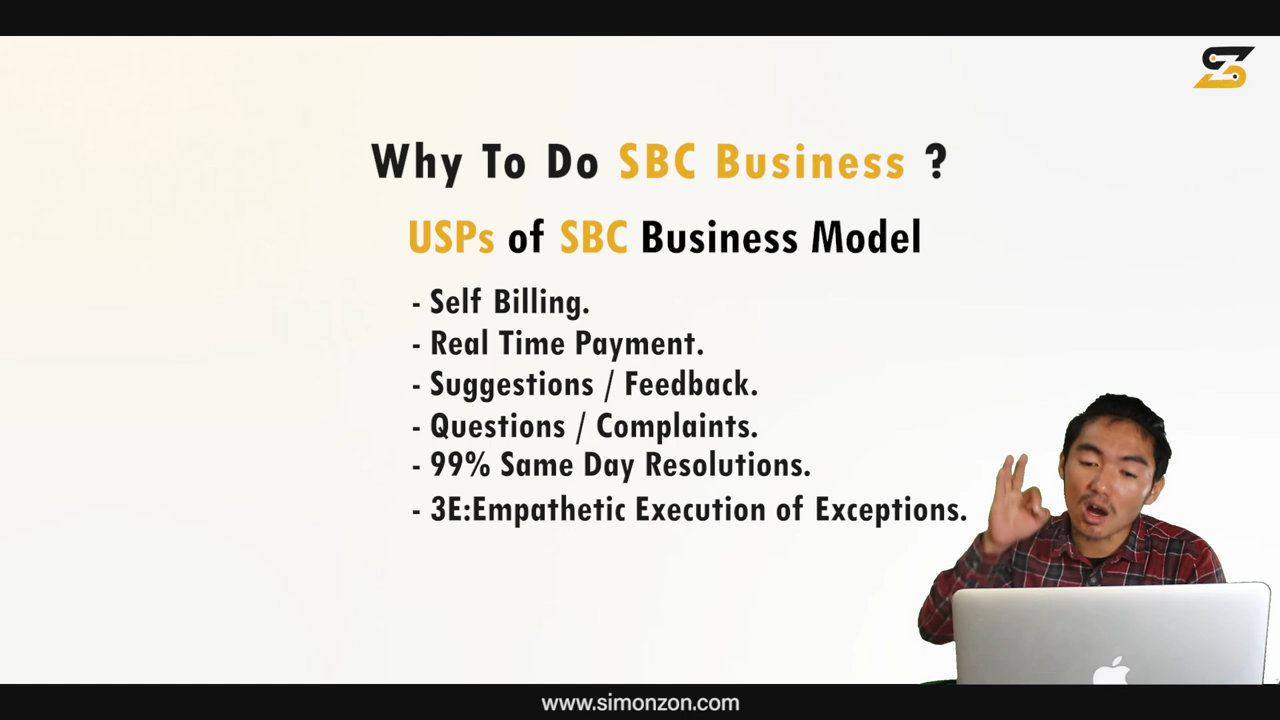 Why To Do SBC Business ?
USPs of SBC Business Model
- Self Billing.
- Real Time Payment.
- Suggestions / Feedback.
- Questions / Complaints.
- 99% Same Day Resolutions.
- 3E:Empathetic Execution of Exceptions.
www.simonzon.com